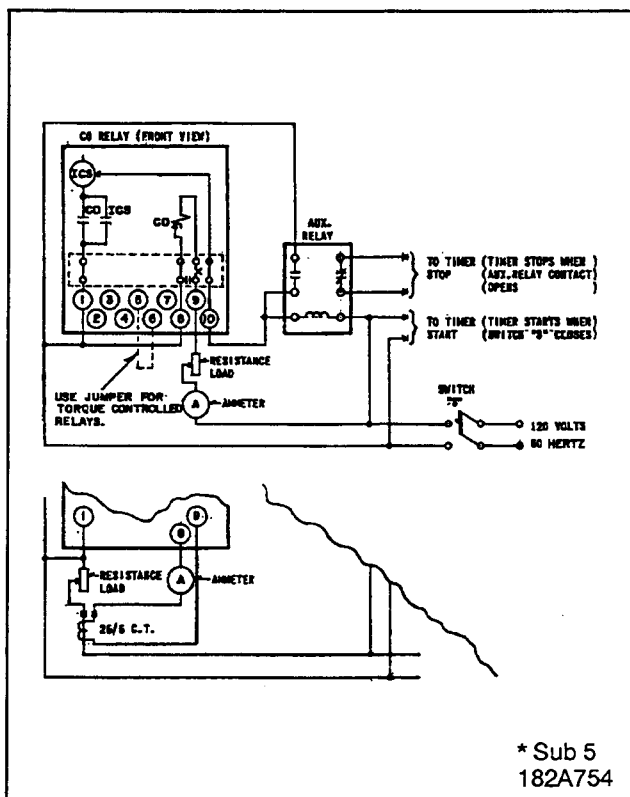 CO RELAY (FRONT VIEW)
ICS
CO ICS
CO
AUX.
RELAY
TO TIMER (TIMER STOPS WHEN )
STOP (AUX.RELAY CONTACT)
(OPENS )
TO TIMER (TIMER STARTS WHEN)
START (SWITCH "S" CLOSES)
1 3 5 7 9
2 4 6 8 10
RESISTANCE
LOAD
A AMMETER
USE JUMPER FOR
TORQUE CONTROLLED
RELAYS.
SWITCH
"S"
120 VOLTS
60 HERTZ
1 8 9
RESISTANCE
LOAD
A AMMETER
25/5 C.T.
* Sub 5
182A754